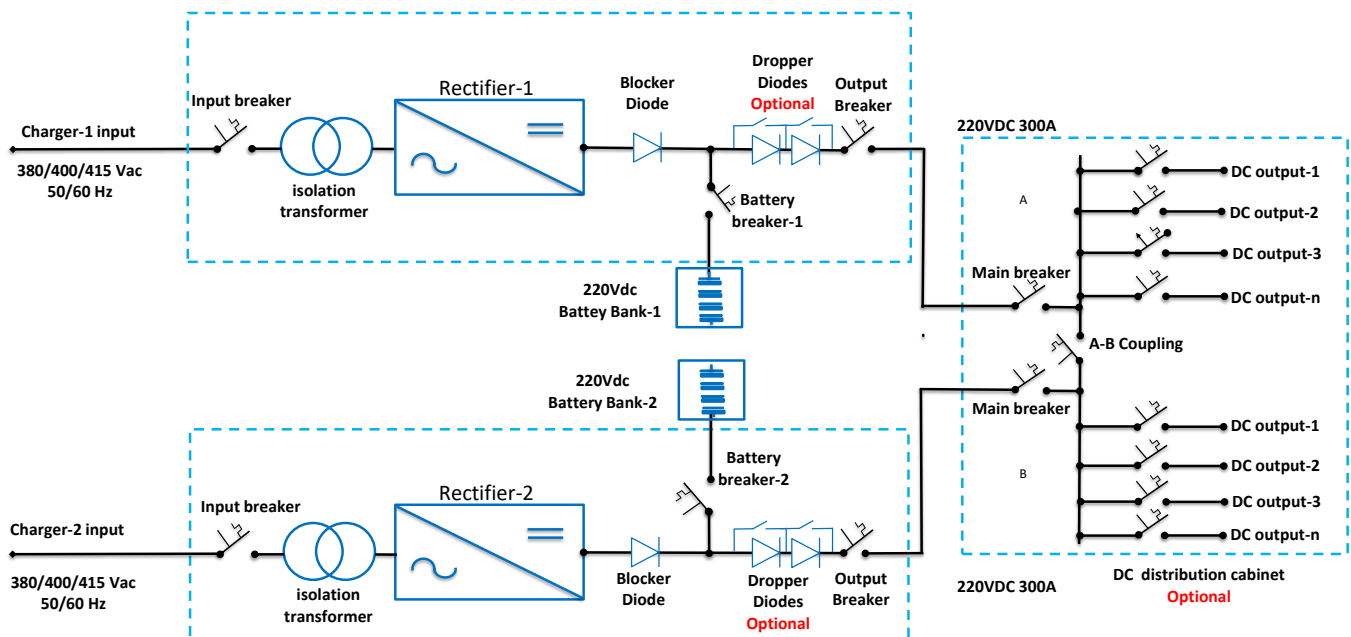 Rectifier-1
Blocker
Diode
Dropper
Diodes
Optional
Output
Breaker
Input breaker
Charger-1 input
380/400/415 Vac
50/60 Hz
isolation
transformer
Battery
breaker-1
220Vdc
Battey Bank-1
220VDC 300A
A
DC output-1
DC output-2
DC output-3
DC output-n
Main breaker
A-B Coupling
220Vdc
Battery Bank-2
Main breaker
DC output-1
DC output-2
DC output-3
DC output-n
B
Battery
breaker-2
Rectifier-2
Input breaker
Charger-2 input
380/400/415 Vac
50/60 Hz
isolation
transformer
Blocker
Diode
Dropper
Diodes
Optional
Output
Breaker
220VDC 300A
DC distribution cabinet
Optional